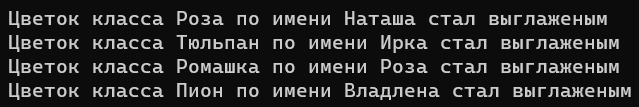 Цветок класса Роза по имени Наташа стал выглаженым
Цветок класса Тюльпан по имени Ирка стал выглаженым
Цветок класса Ромашка по имени Роза стал выглаженым
Цветок класса Пион по имени Владлена стал выглаженым